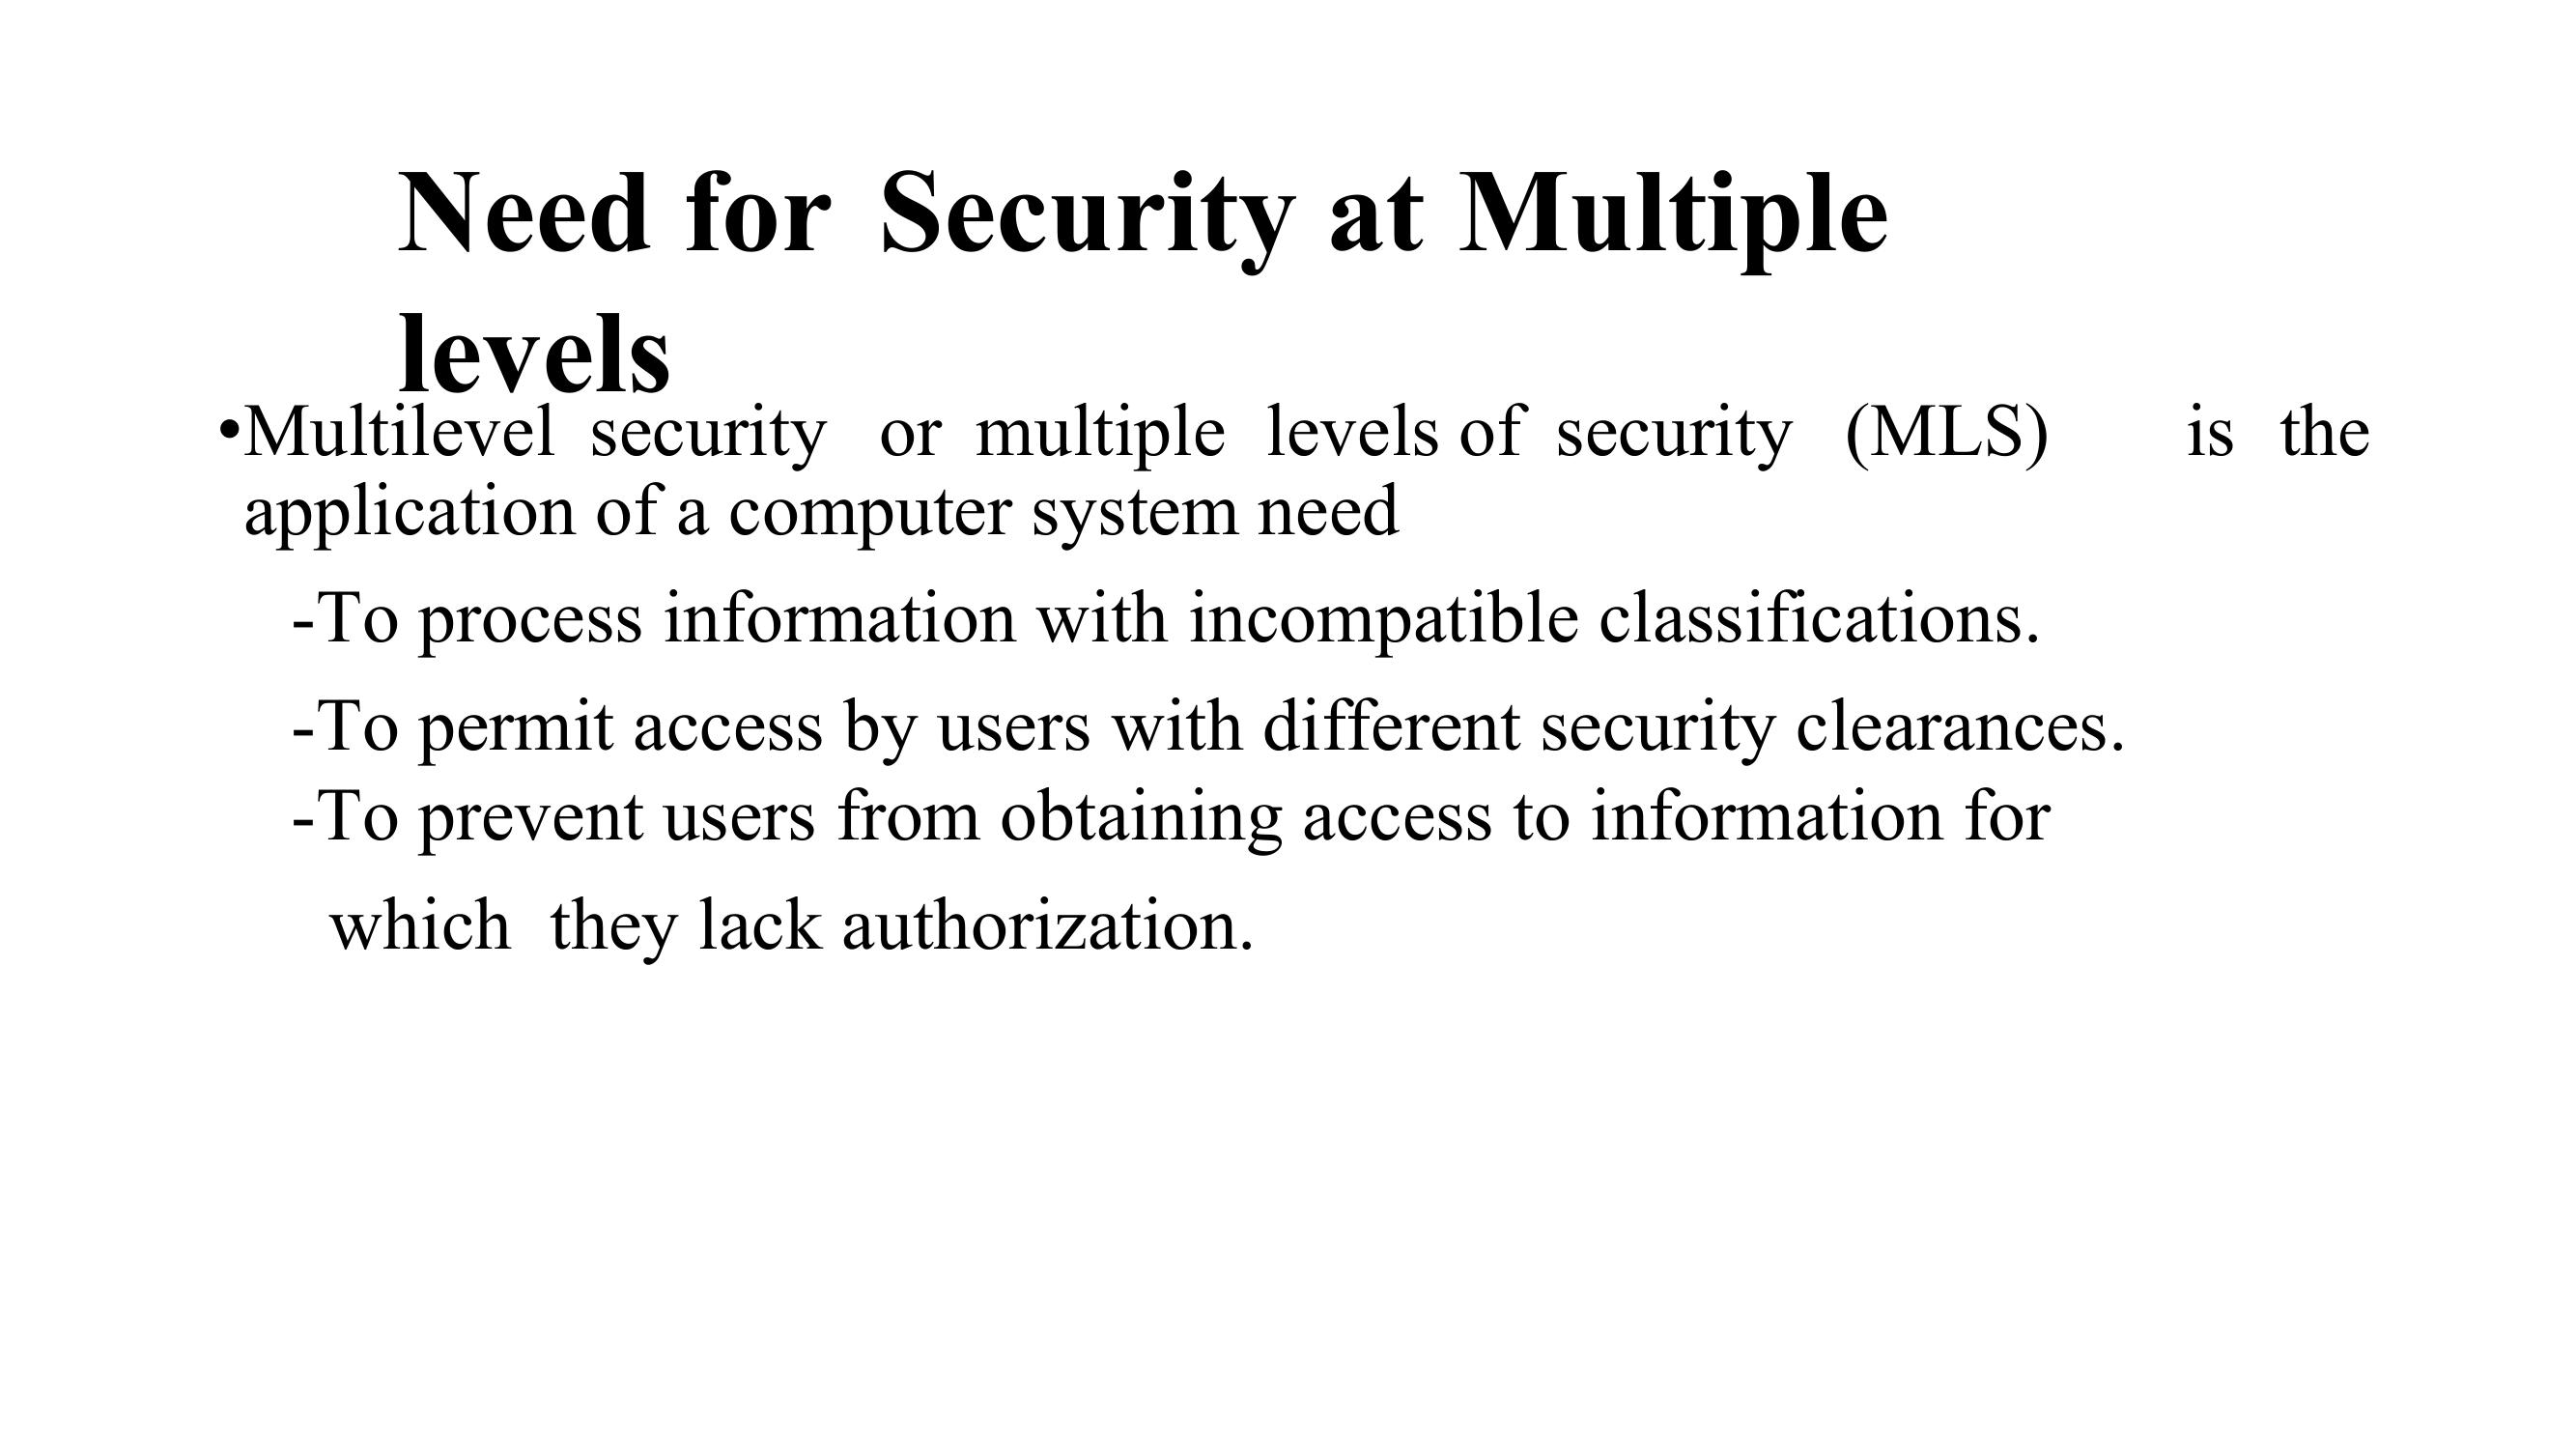 Need for Security at Multiple
levels
•Multilevel security or multiple levels of security (MLS) is the
application of a computer system need
-To process information with incompatible classifications.
-To permit access by users with different security clearances.
-To prevent users from obtaining access to information for
which they lack authorization.